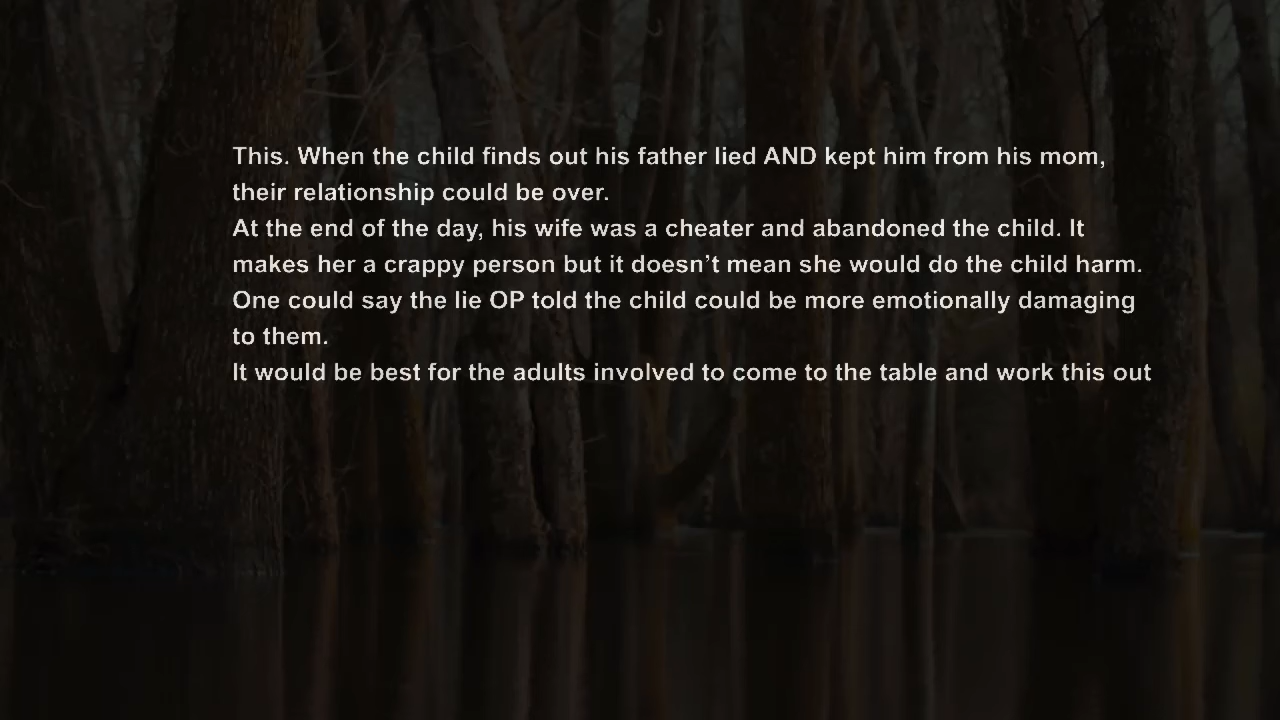 This. When the child finds out his father lied AND kept him from his mom,
their relationship could be over.
At the end of the day, his wife was a cheater and abandoned the child. It
makes her a crappy person but it doesn’t mean she would do the child harm.
One could say the lie OP told the child could be more emotionally damaging
to them.
It would be best for the adults involved to come to the table and work this out